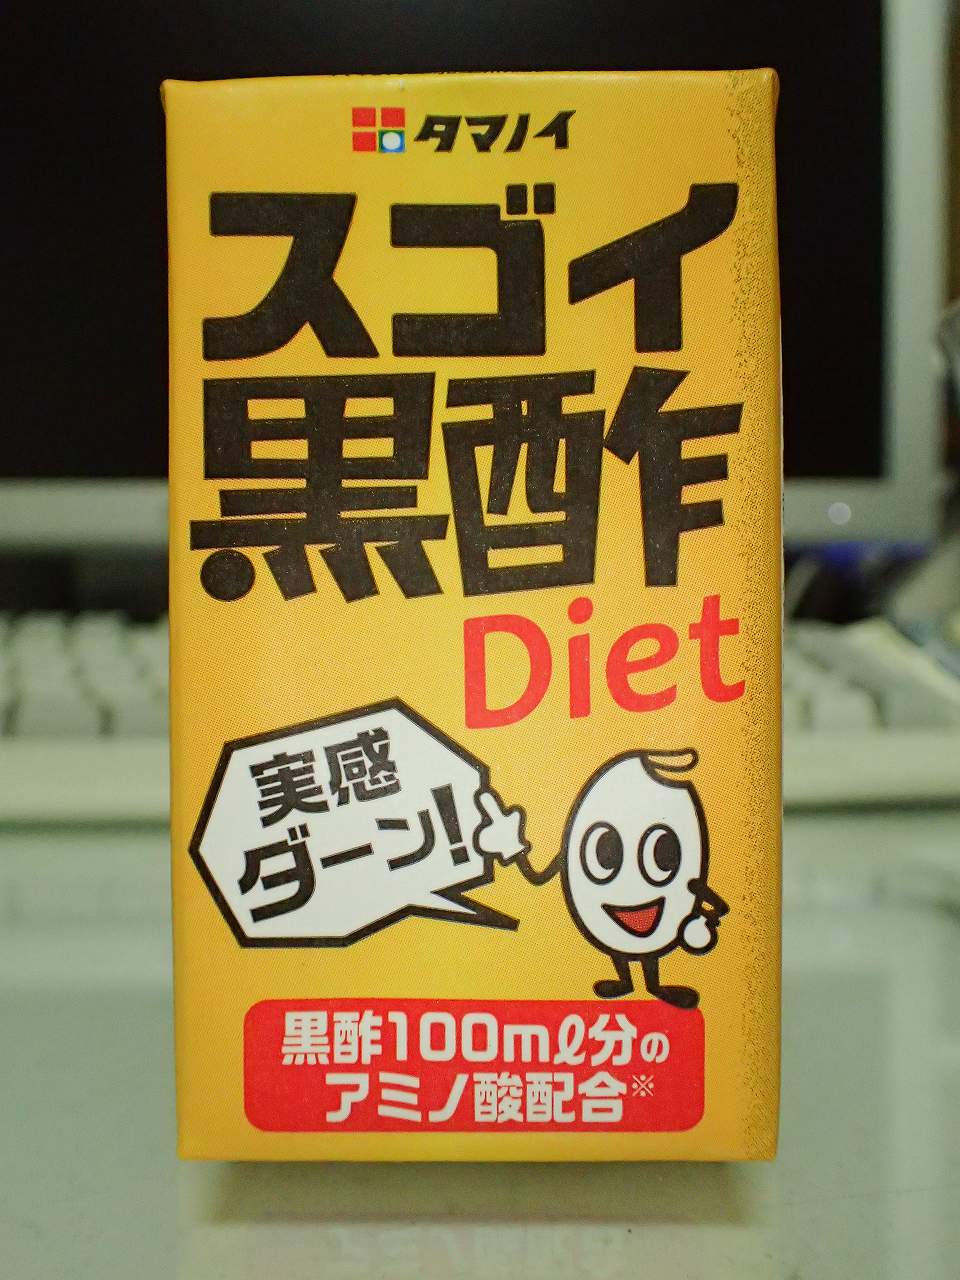 タマノイ
スゴイ
黒酢
Diet
実感
ダーン!
黒酢100mℓ分の
アミノ酸配合※